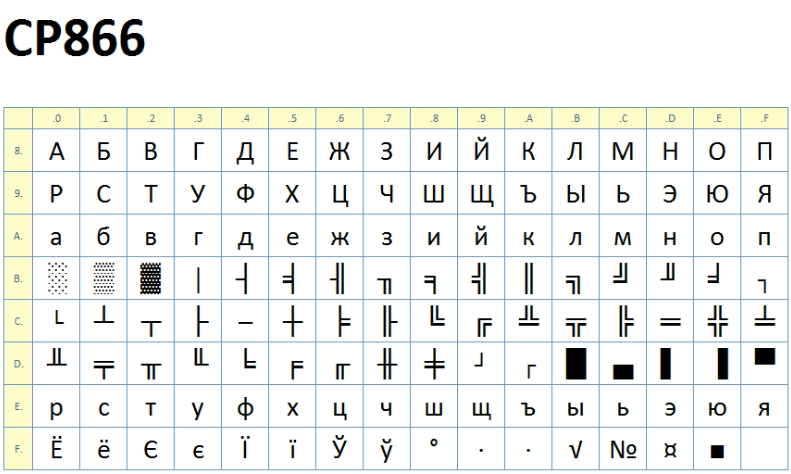 CP866
.0 .1 .2 .3 .4 .5 .6 .7 .8 .9 .A .B .C .D .E .F
8. А Б В Г Д Е Ж З И Й К Л М Н О П
9. Р С Т У Ф Х Ц Ч Ш Щ Ъ Ы Ь Э Ю Я
A. а б в г д е ж з и й к л м н о п
B. ░ ▒ ▓ │ ┤ ╡ ╢ ╖ ╕ ╣ ║ ╗ ╝ ╜ ╛ ┐
C. └ ┴ ┬ ├ ─ ┼ ╞ ╟ ╚ ╔ ╩ ╦ ╠ ═ ╬ ╧
D. ╨ ╤ ╥ ╙ ╘ ╒ ╓ ╫ ╪ ┘ ┌ █ ▄ ▌ ▐ ▀
E. р с т у ф х ц ч ш щ ъ ы ь э ю я
F. Ё ё Є є Ї ї Ў ў ° ∙ · √ № ¤ ■